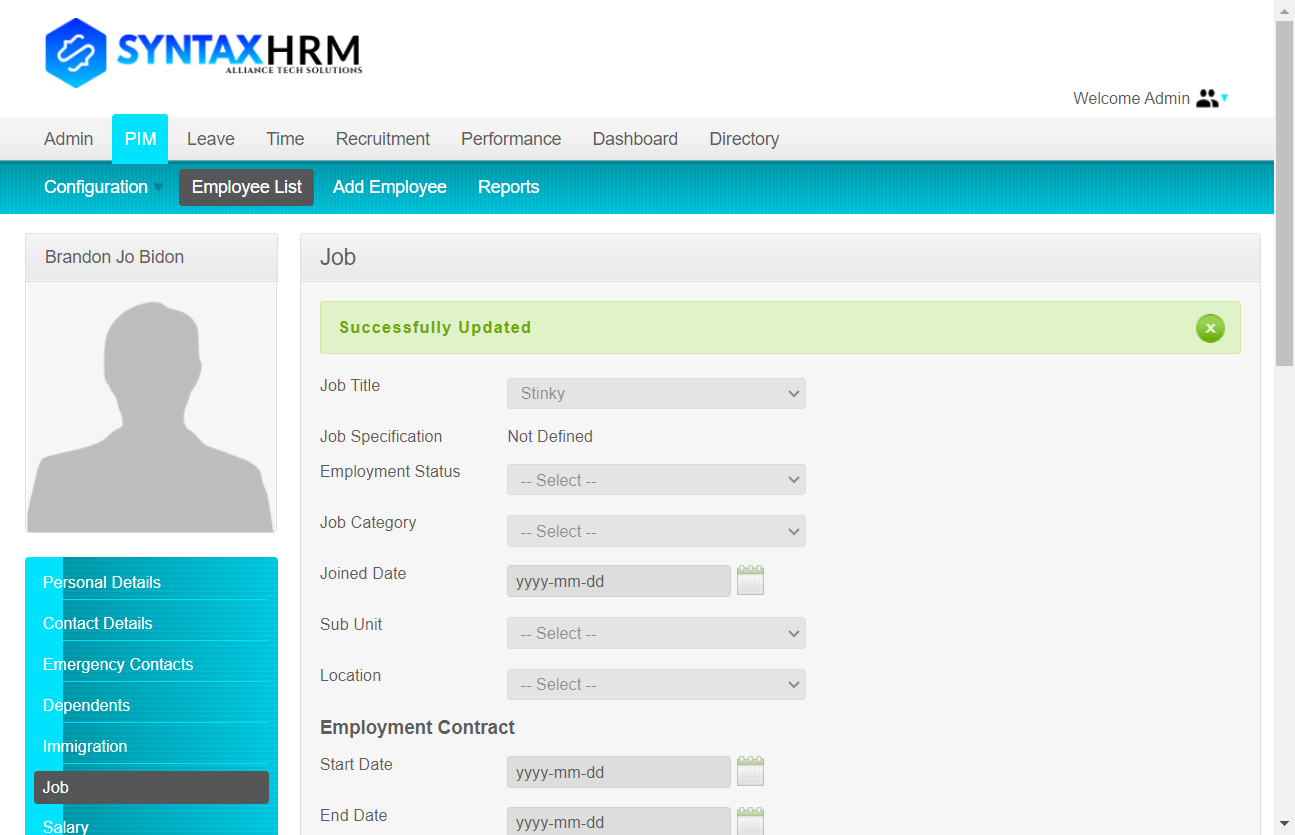 SYNTAXHRM
ALLIANCE TECH SOLUTIONS
Welcome Admin
Admin PIM Leave Time Recruitment Performance Dashboard Directory
Configuration Employee List Add Employee Reports
Brandon Jo Bidon
Job
Successfully Updated
x
Job Title Stinky
Job Specification Not Defined
Employment Status -- Select --
Job Category -- Select --
Joined Date yyyy-mm-dd
Sub Unit -- Select --
Location -- Select --
Employment Contract
Start Date yyyy-mm-dd
End Date yyyy-mm-dd
Personal Details
Contact Details
Emergency Contacts
Dependents
Immigration
Job
Salary